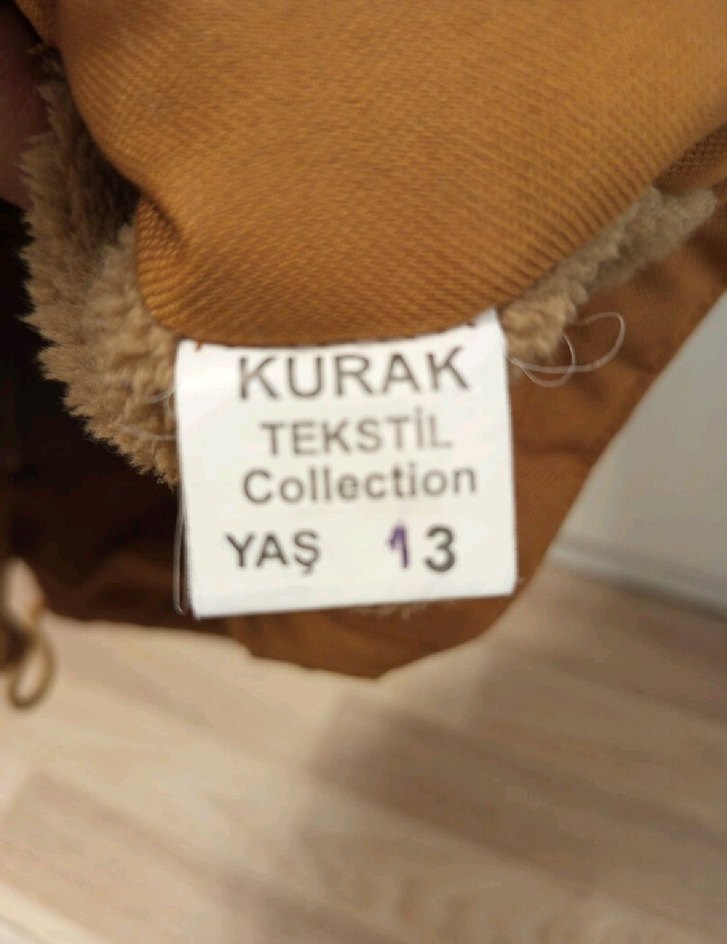 KURAK
TEKSTİL
Collection
YAŞ 13